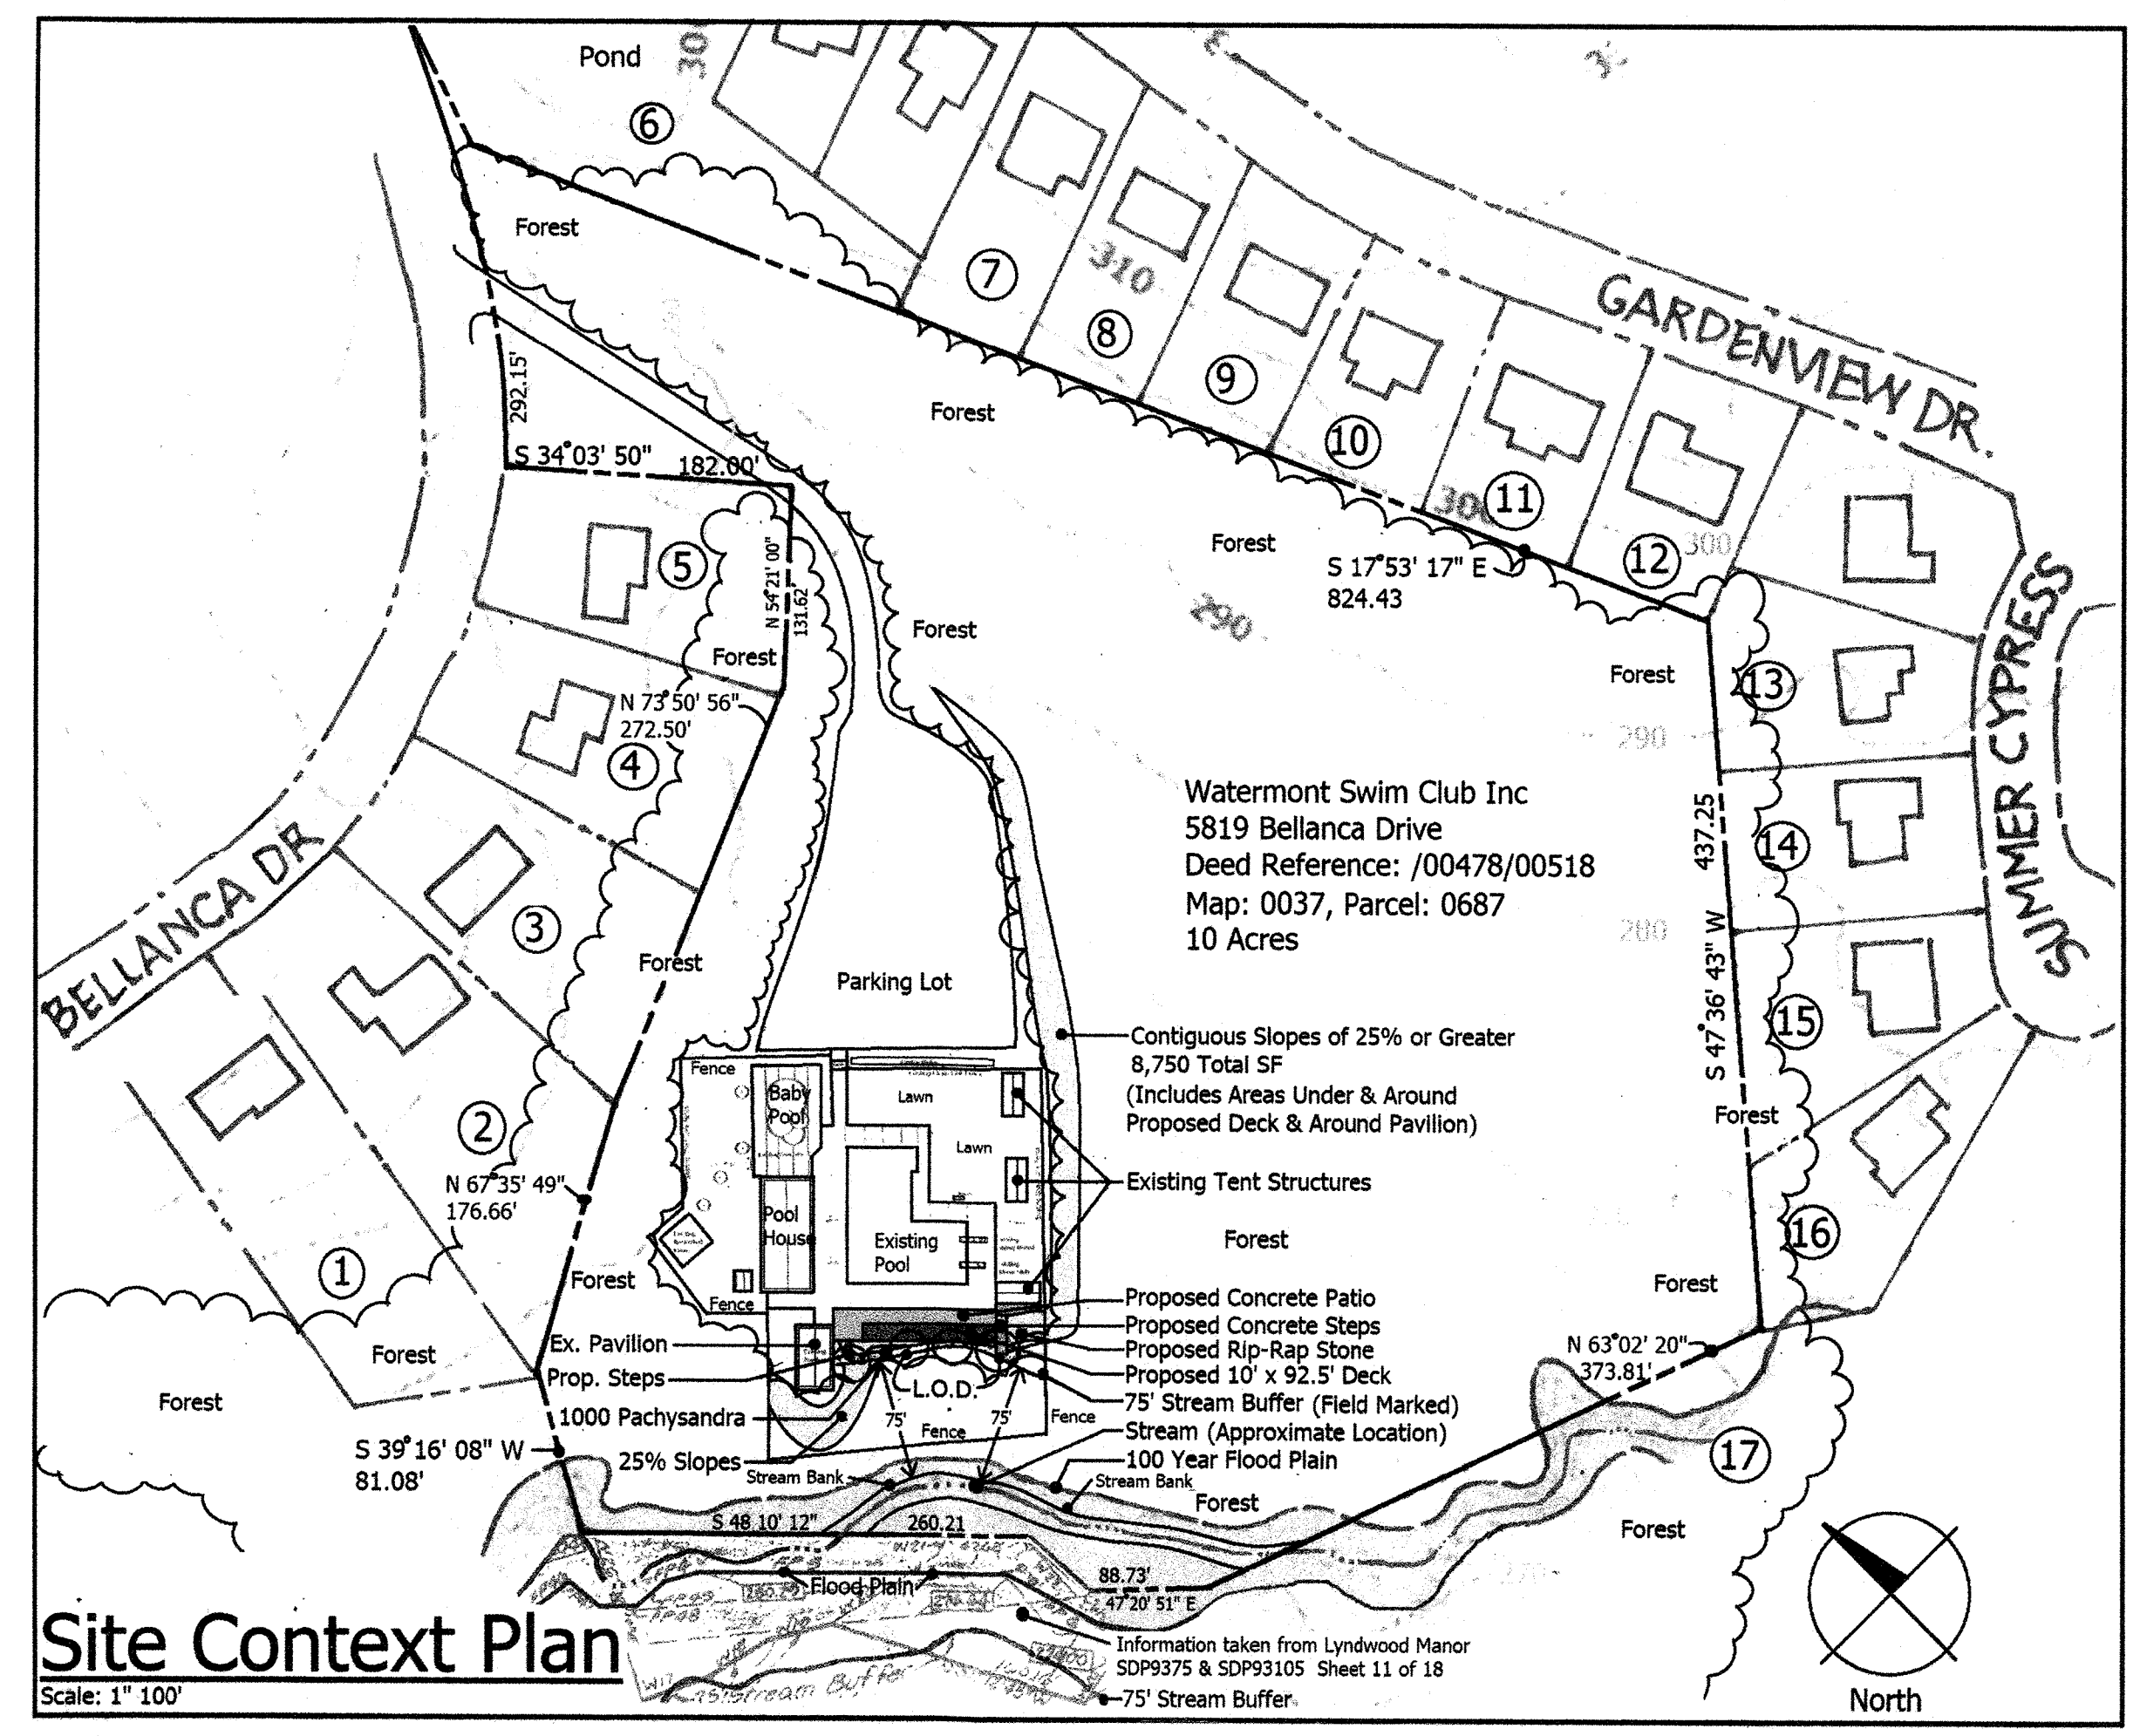 Pond
300
6
Forest
7
310
8
9
10
GARDENVIEW DR.
292.15'
Forest
S 34°03' 50" 182.00'
300
11
12
300
5
Forest
S 17°53' 17" E
824.43
N 54°21' 00"
131.62'
290
Forest
Forest
Forest
13
N 73°50' 56"
272.50'
4
290
SUMMER CYPRESS
Watermont Swim Club Inc
5819 Bellanca Drive
Deed Reference: /00478/00518
Map: 0037, Parcel: 0687
10 Acres
437.25
S 47°36' 43" W
14
BELLANCA DR
3
280
Forest
Parking Lot
15
Contiguous Slopes of 25% or Greater
8,750 Total SF
(Includes Areas Under & Around
Proposed Deck & Around Pavilion)
Fence
Baby
Pool
Lawn
Forest
2
Lawn
N 67°35' 49"
176.66'
Existing Tent Structures
Pool
House
Existing
Pool
Forest
16
1
Forest
Forest
Fence
Proposed Concrete Patio
Proposed Concrete Steps
Proposed Rip-Rap Stone
Proposed 10' x 92.5' Deck
75' Stream Buffer (Field Marked)
Stream (Approximate Location)
100 Year Flood Plain
Stream Bank
N 63°02' 20"
373.81'
Ex. Pavilion
Prop. Steps
Forest
Forest
L.O.D.
1000 Pachysandra
75'
75'
Fence
Fence
25% Slopes
Stream Bank
S 39°16' 08" W
81.08'
17
Forest
Forest
S 48 10' 12" 260.21
88.73'
47°20' 51" E
Flood Plain
270
Information taken from Lyndwood Manor
SDP9375 & SDP93105 Sheet 11 of 18
75' Stream Buffer
Stream Buffer
Site Context Plan
Scale: 1" 100'
North